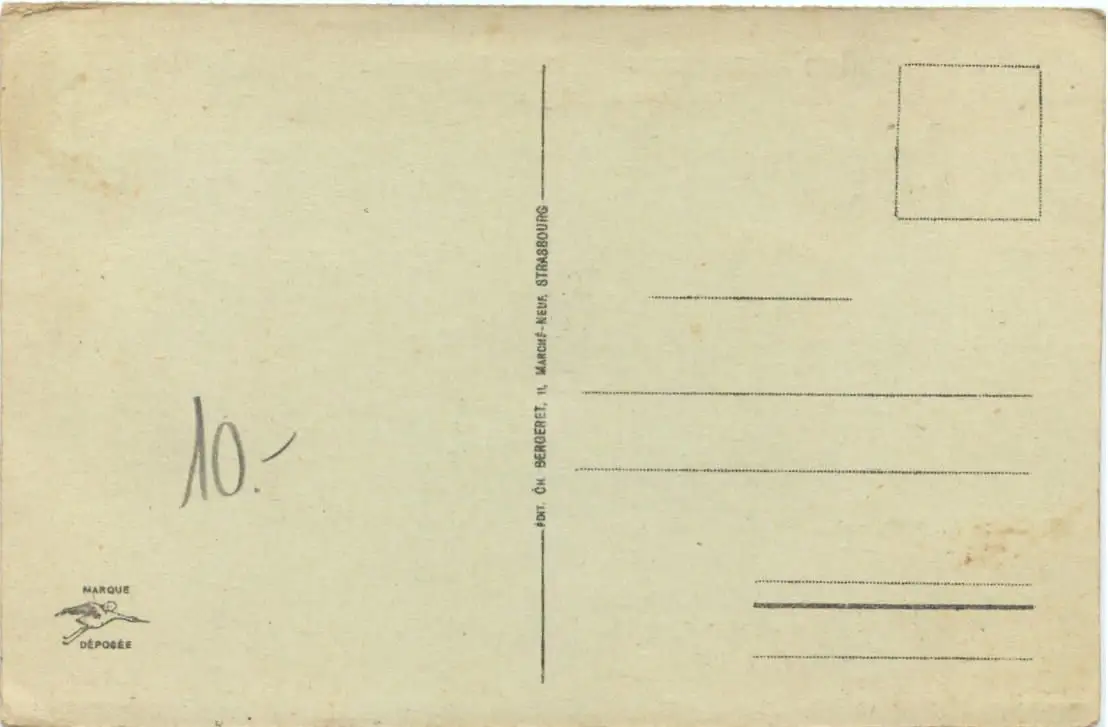 10.-
MARQUE
DÉPOSÉE
ÉDIT. CH. BERGERET, 11, MARCHÉ-NEUF, STRASBOURG